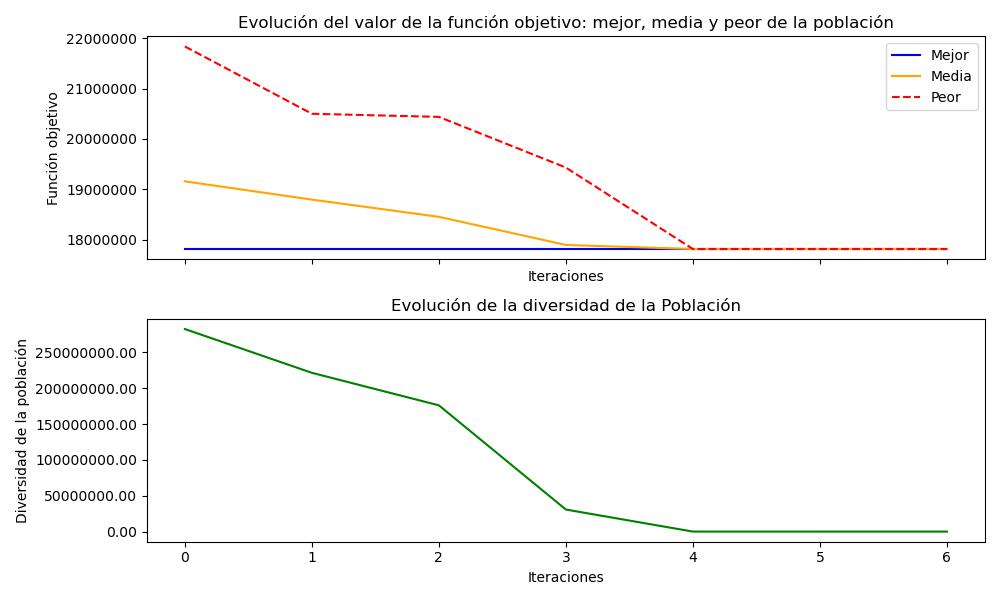 Evolución del valor de la función objetivo: mejor, media y peor de la población
Función objetivo
22000000
21000000
20000000
19000000
18000000
Mejor
Media
Peor
Iteraciones
Evolución de la diversidad de la Población
Diversidad de la población
250000000.00
200000000.00
150000000.00
100000000.00
50000000.00
0.00
0 1 2 3 4 5 6
Iteraciones